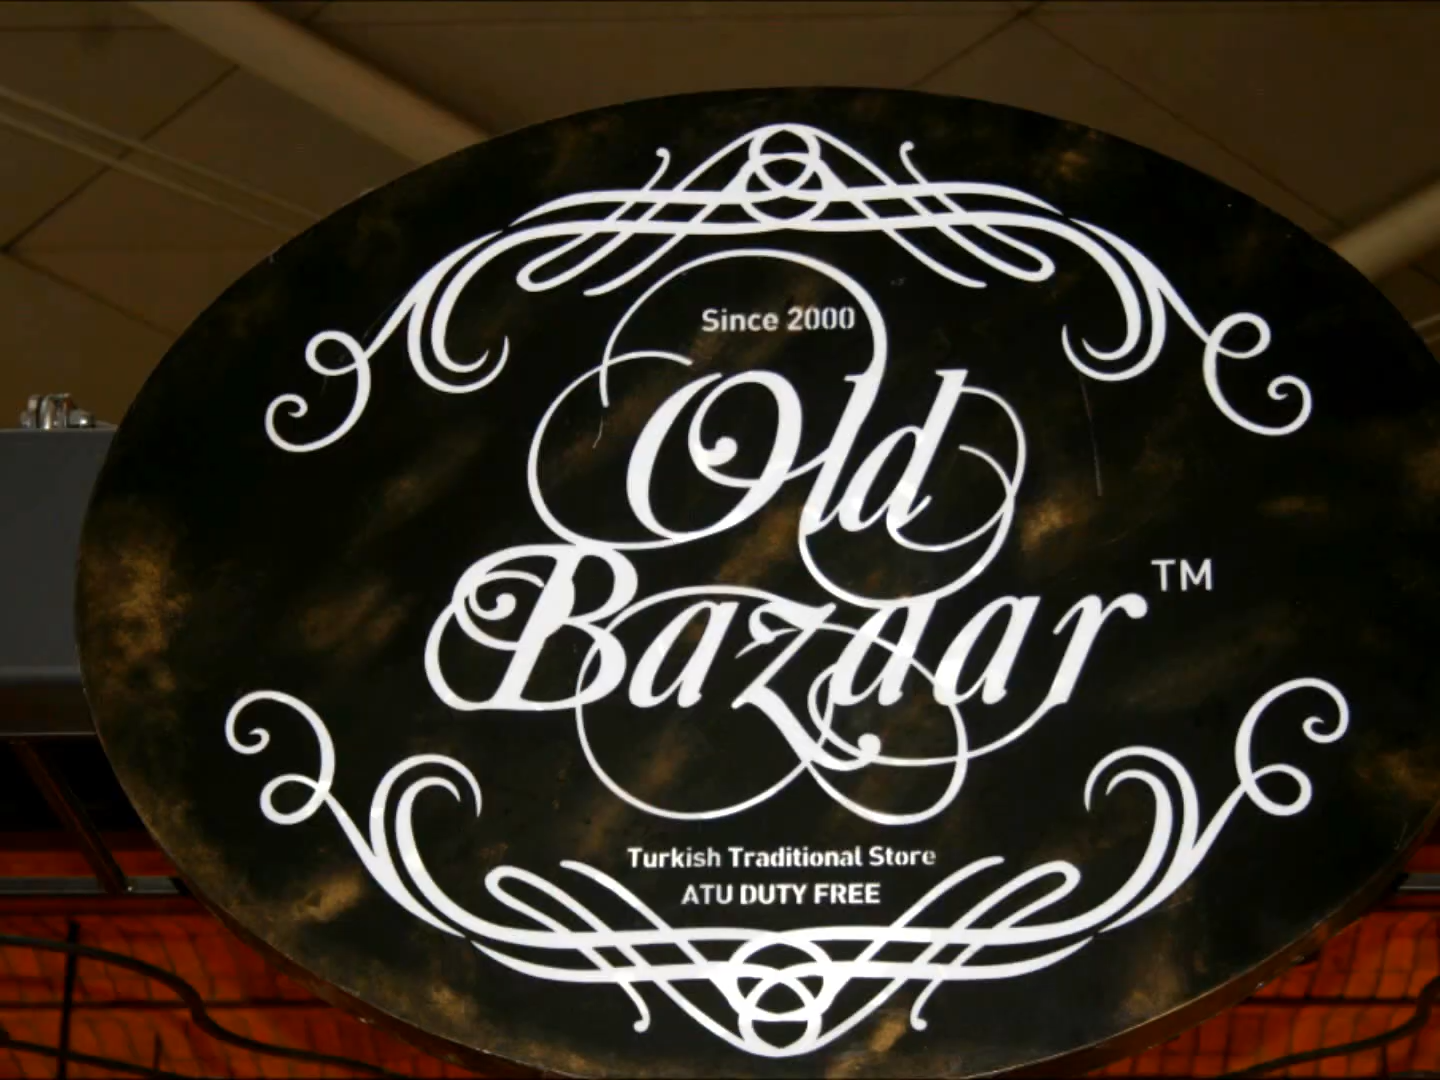 Since 2000
Old
Bazaar™
Turkish Traditional Store
ATU DUTY FREE